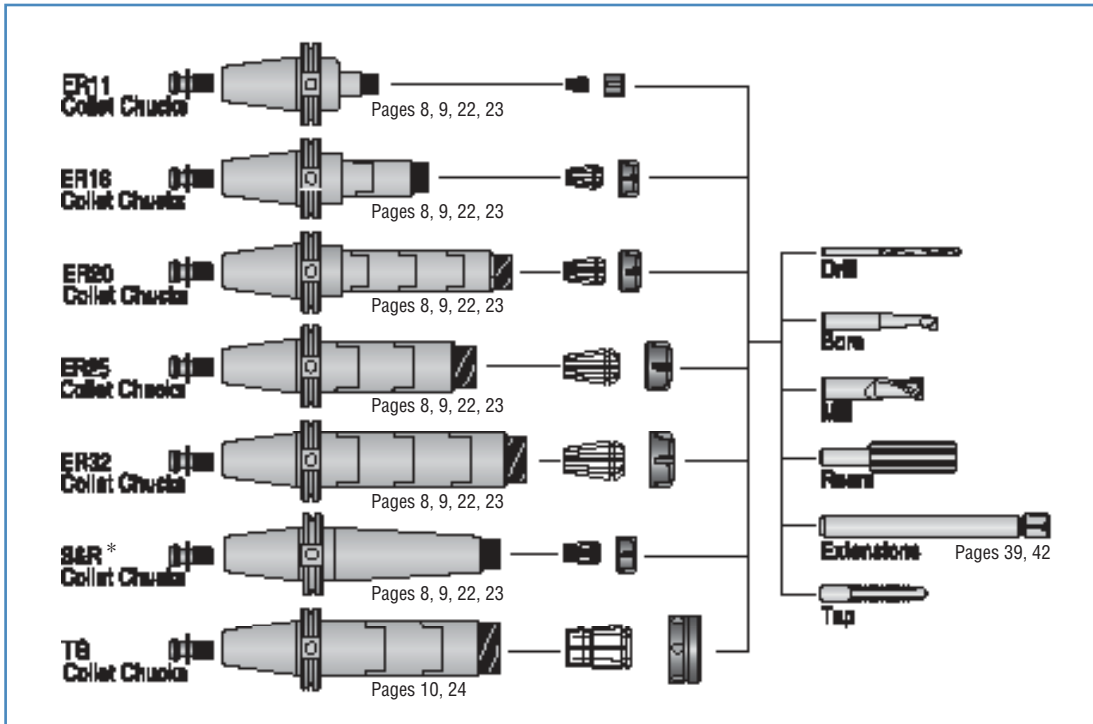 ER11
Collet Chucks
Pages 8, 9, 22, 23
ER16
Collet Chucks
Pages 8, 9, 22, 23
ER20
Collet Chucks
Pages 8, 9, 22, 23
ER25
Collet Chucks
Pages 8, 9, 22, 23
ER32
Collet Chucks
Pages 8, 9, 22, 23
*
Collet Chucks
Pages 8, 9, 22, 23
TG
Collet Chucks
Pages 10, 24
Drill
Bore
Mill
Ream
Extensions
Pages 39, 42
Tap